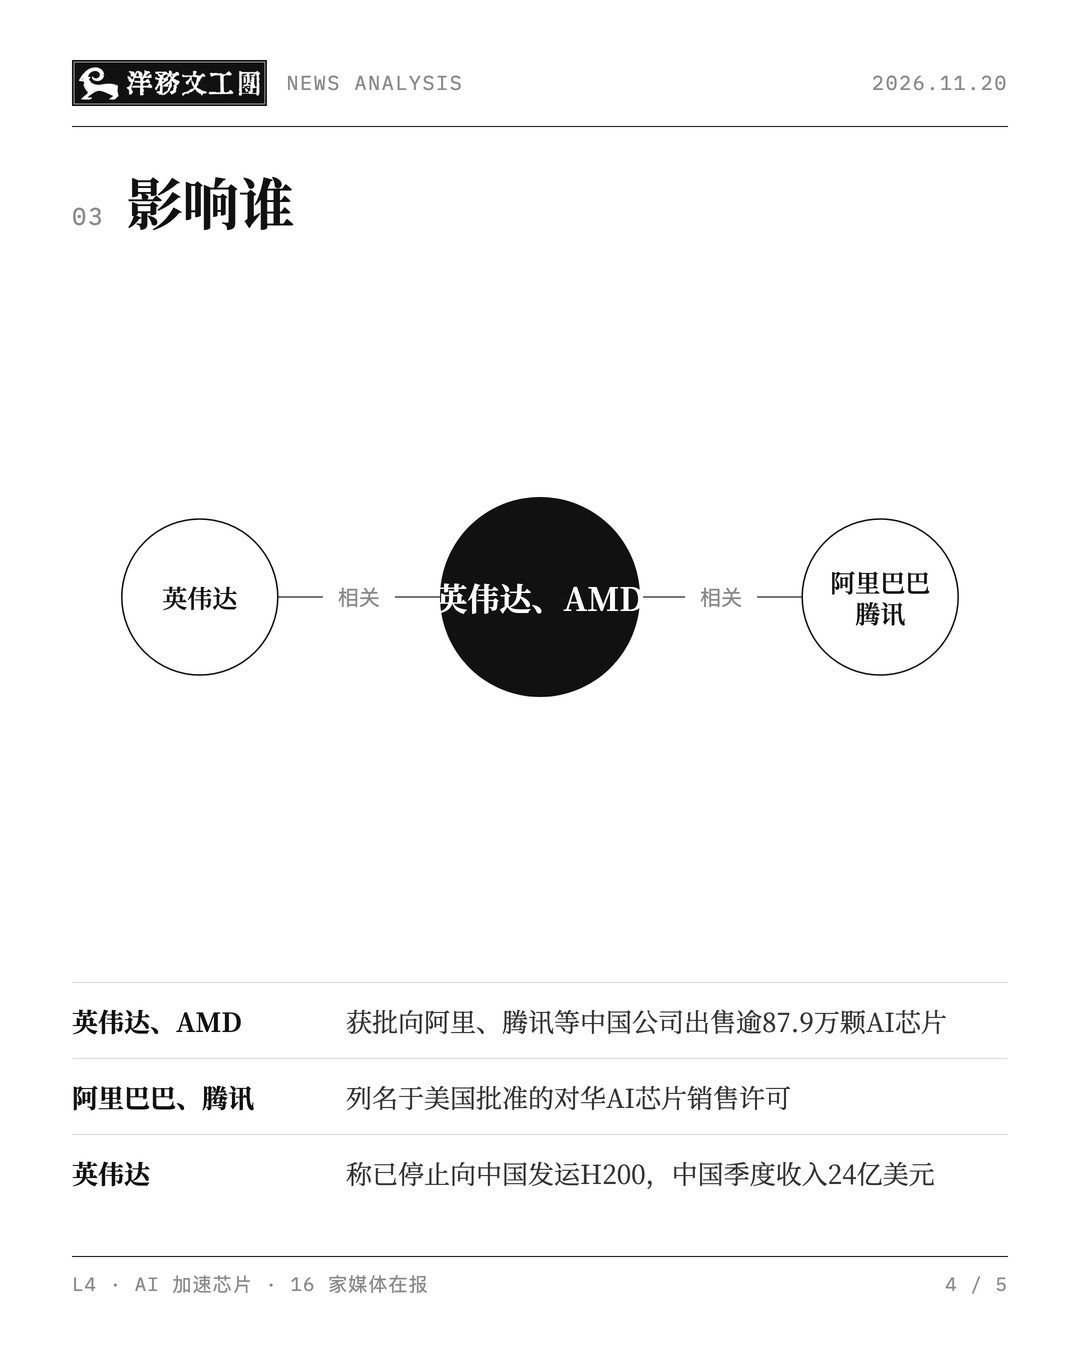 洋務文工團 NEWS ANALYSIS 2026.11.20
03 影响谁
英伟达 相关 英伟达、AMD 相关 阿里巴巴
腾讯
英伟达、AMD 获批向阿里、腾讯等中国公司出售逾87.9万颗AI芯片
阿里巴巴、腾讯 列名于美国批准的对华AI芯片销售许可
英伟达 称已停止向中国发运H200，中国季度收入24亿美元
L4 · AI 加速芯片 · 16 家媒体在报 4 / 5